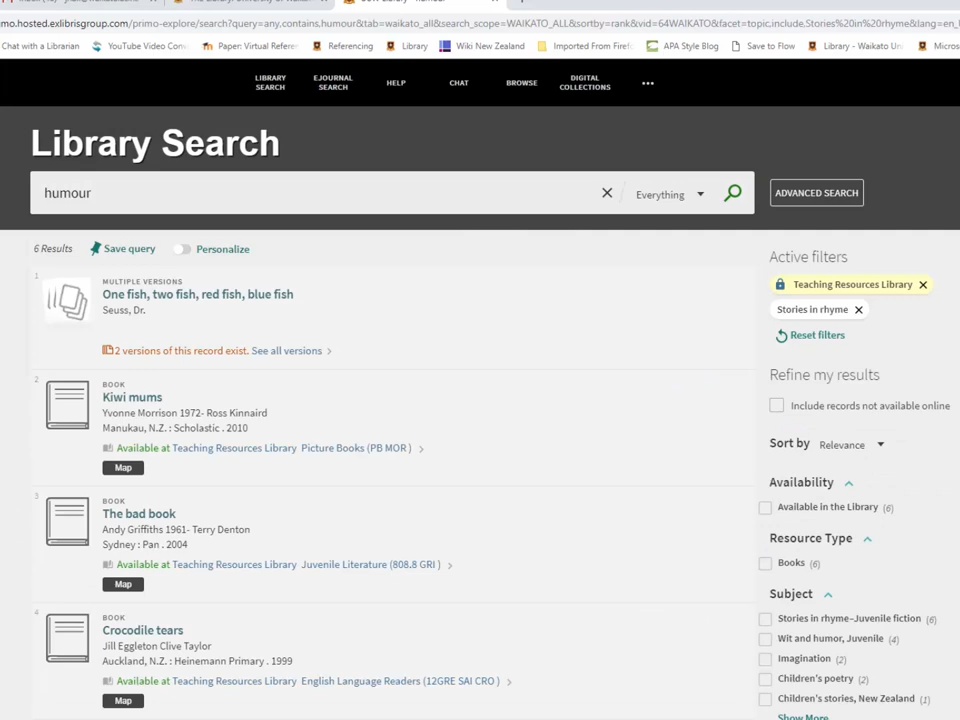 mo.hosted.exlibrisgroup.com/primo-explore/search?query=any,contains,humour&tab=waikato_all&search_scope=WAIKATO_ALL&sortby=rank&vid=64WAIKATO&facet=topic,include,Stories%20in%20rhyme&lang=en_
Chat with a Librarian YouTube Video Conv Paper: Virtual Refere Referencing Library Wiki New Zealand Imported From Firef APA Style Blog Save to Flow Library - Waikato Un Micros
LIBRARY SEARCH
EJOURNAL SEARCH
HELP
CHAT
BROWSE
DIGITAL COLLECTIONS
Library Search
humour
Everything
ADVANCED SEARCH
6 Results Save query Personalize
1
MULTIPLE VERSIONS
One fish, two fish, red fish, blue fish
Seuss, Dr.
2 versions of this record exist. See all versions
2
BOOK
Kiwi mums
Yvonne Morrison 1972- Ross Kinnaird
Manukau, N.Z. : Scholastic . 2010
Available at Teaching Resources Library Picture Books (PB MOR )
Map
3
BOOK
The bad book
Andy Griffiths 1961- Terry Denton
Sydney : Pan . 2004
Available at Teaching Resources Library Juvenile Literature (808.8 GRI )
Map
4
BOOK
Crocodile tears
Jill Eggleton Clive Taylor
Auckland, N.Z. : Heinemann Primary . 1999
Available at Teaching Resources Library English Language Readers (12GRE SAI CRO )
Map
Active filters
Teaching Resources Library
Stories in rhyme
Reset filters
Refine my results
Include records not available online
Sort by Relevance
Availability
Available in the Library (6)
Resource Type
Books (6)
Subject
Stories in rhyme–Juvenile fiction (6)
Wit and humor, Juvenile (4)
Imagination (2)
Children's poetry (2)
Children's stories, New Zealand (1)
Show More